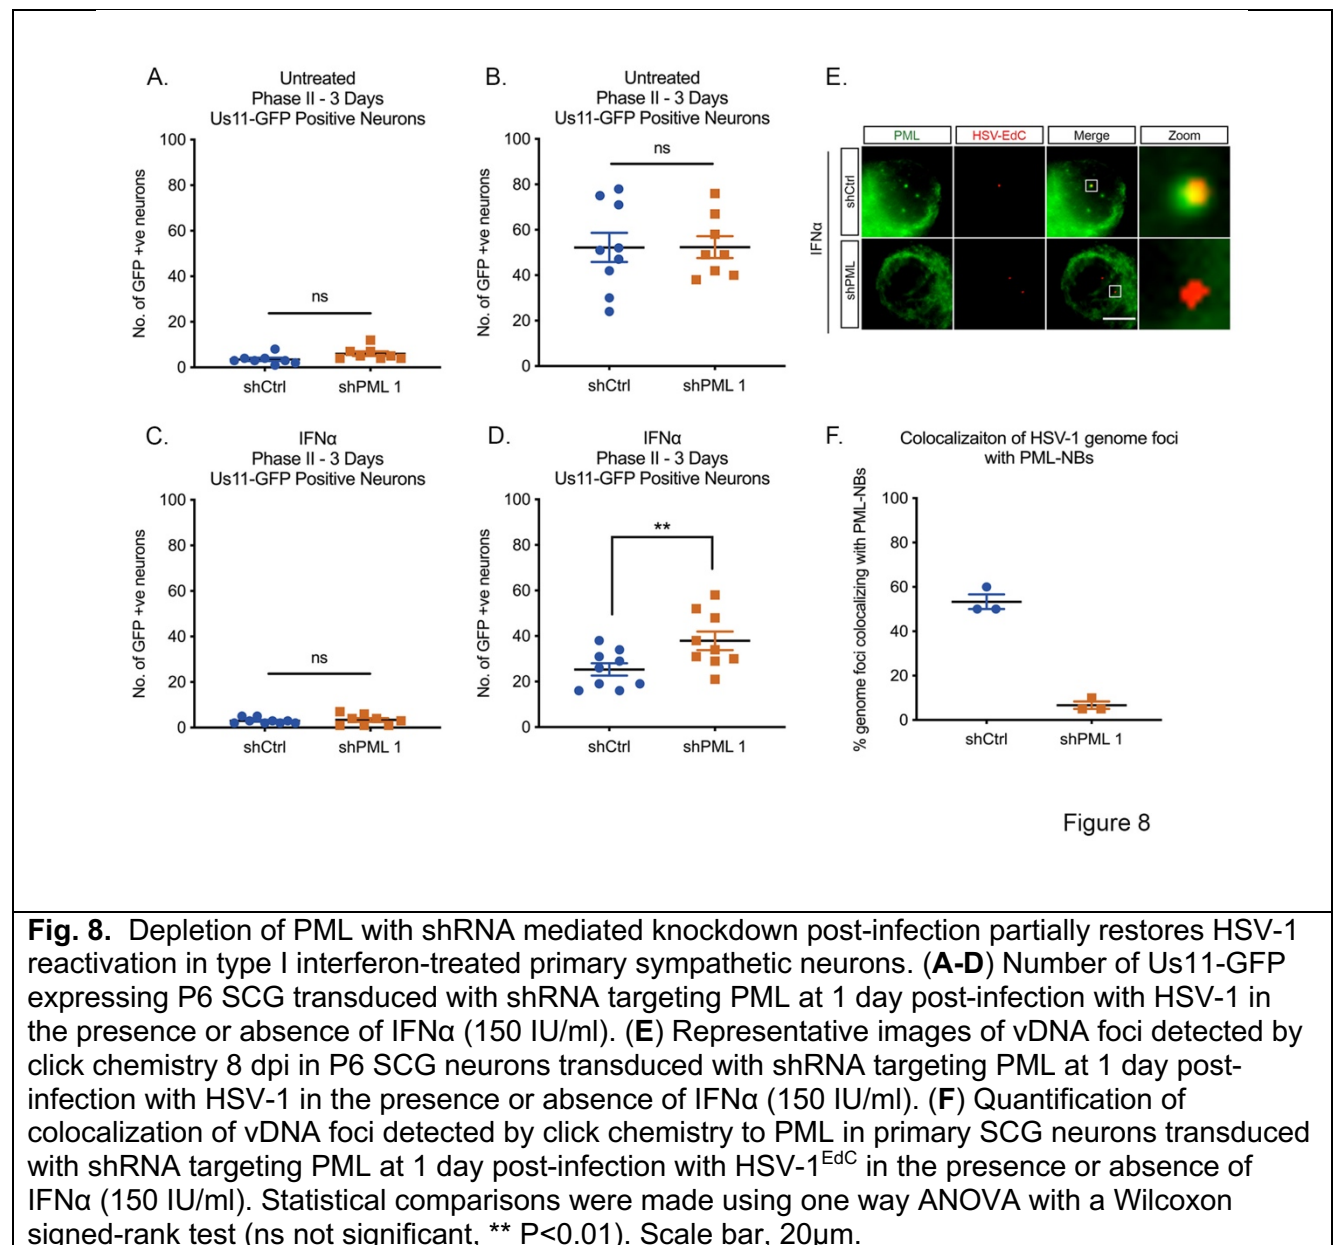 A.
Untreated
Phase II - 3 Days
Us11-GFP Positive Neurons
No. of GFP +ve neurons
100
80
60
40
20
0
ns
shCtrl
shPML 1
B.
Untreated
Phase II - 3 Days
Us11-GFP Positive Neurons
No. of GFP +ve neurons
100
80
60
40
20
0
ns
shCtrl
shPML 1
E.
PML
HSV-EdC
Merge
Zoom
IFNα
shCtrl
shPML
C.
IFNα
Phase II - 3 Days
Us11-GFP Positive Neurons
No. of GFP +ve neurons
100
80
60
40
20
0
ns
shCtrl
shPML 1
D.
IFNα
Phase II - 3 Days
Us11-GFP Positive Neurons
No. of GFP +ve neurons
100
80
60
40
20
0
**
shCtrl
shPML 1
F.
Colocalizaiton of HSV-1 genome foci
with PML-NBs
% genome foci colocalizing with PML-NBs
100
80
60
40
20
0
shCtrl
shPML 1
Figure 8
Fig. 8. Depletion of PML with shRNA mediated knockdown post-infection partially restores HSV-1
reactivation in type I interferon-treated primary sympathetic neurons. (A-D) Number of Us11-GFP
expressing P6 SCG transduced with shRNA targeting PML at 1 day post-infection with HSV-1 in
the presence or absence of IFNα (150 IU/ml). (E) Representative images of vDNA foci detected by
click chemistry 8 dpi in P6 SCG neurons transduced with shRNA targeting PML at 1 day post-
infection with HSV-1 in the presence or absence of IFNα (150 IU/ml). (F) Quantification of
colocalization of vDNA foci detected by click chemistry to PML in primary SCG neurons transduced
with shRNA targeting PML at 1 day post-infection with HSV-1EdC in the presence or absence of
IFNα (150 IU/ml). Statistical comparisons were made using one way ANOVA with a Wilcoxon
signed-rank test (ns not significant, ** P<0.01). Scale bar, 20µm.